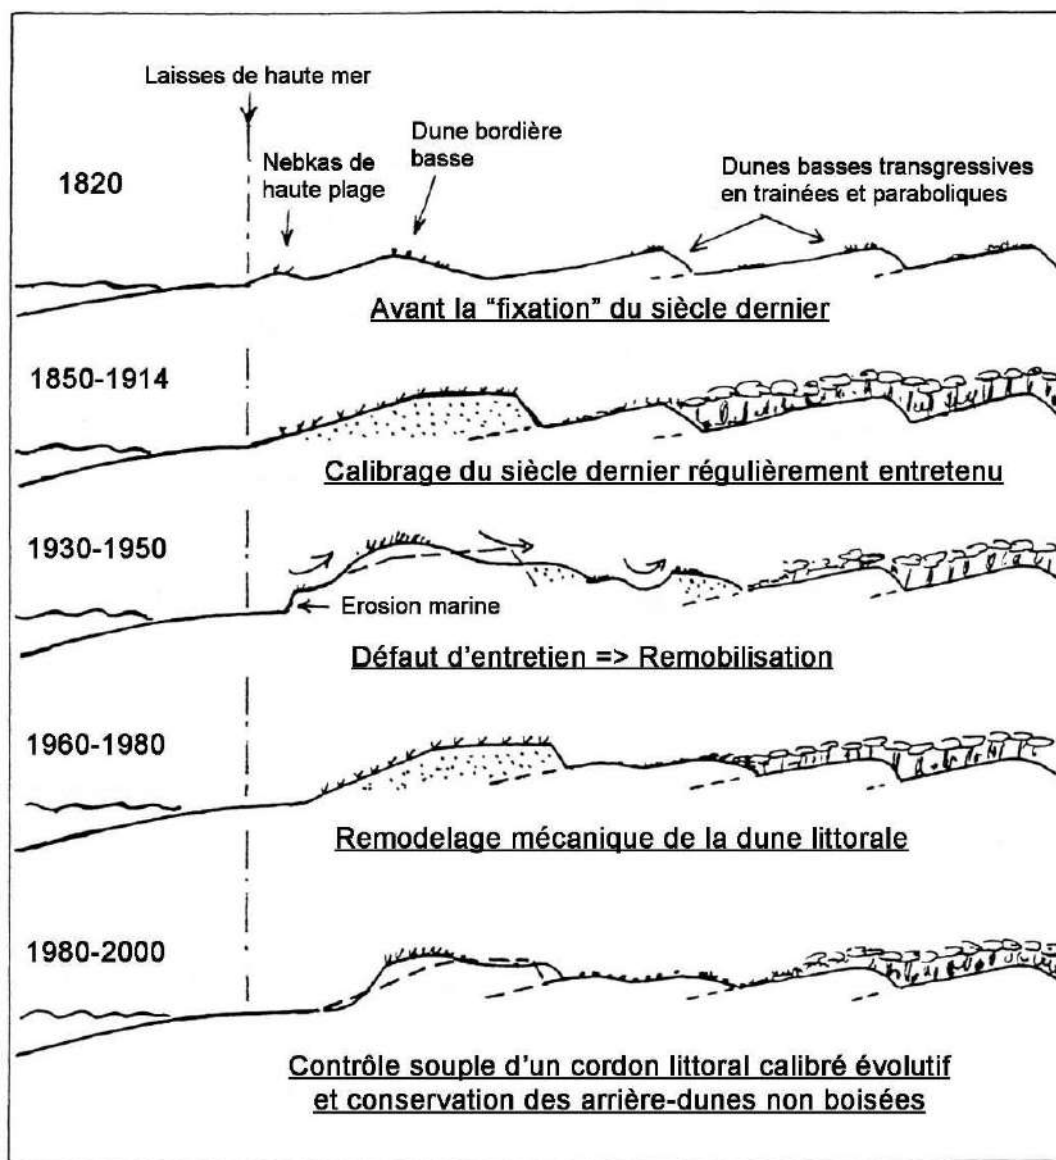 Laisses de haute mer
Dune bordière
basse
Nebkas de
haute plage
Dunes basses transgressives
en trainées et paraboliques
1820
Avant la “fixation” du siècle dernier
1850-1914
Calibrage du siècle dernier régulièrement entretenu
1930-1950
Erosion marine
Défaut d'entretien => Remobilisation
1960-1980
Remodelage mécanique de la dune littorale
1980-2000
Contrôle souple d'un cordon littoral calibré évolutif
et conservation des arrière-dunes non boisées